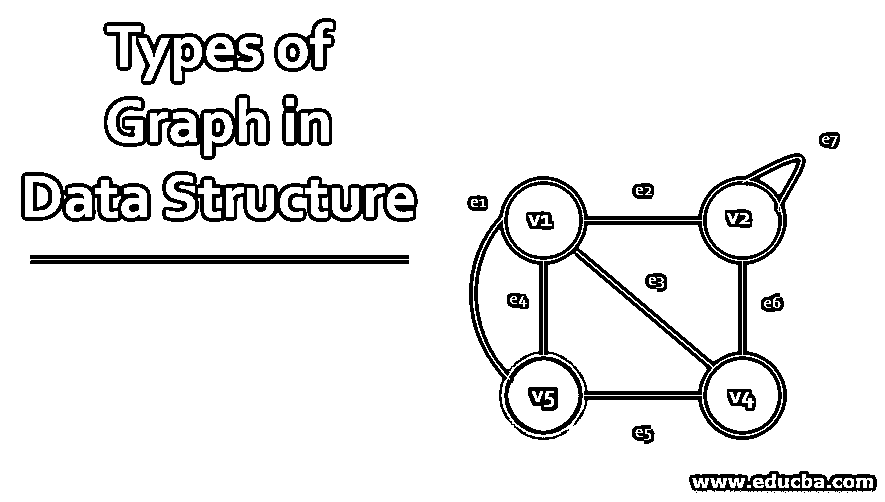 Types of
Graph in
Data Structure
e7
e1
e2
v1
v2
e3
e4
e6
v5
v4
e5
www.educba.com